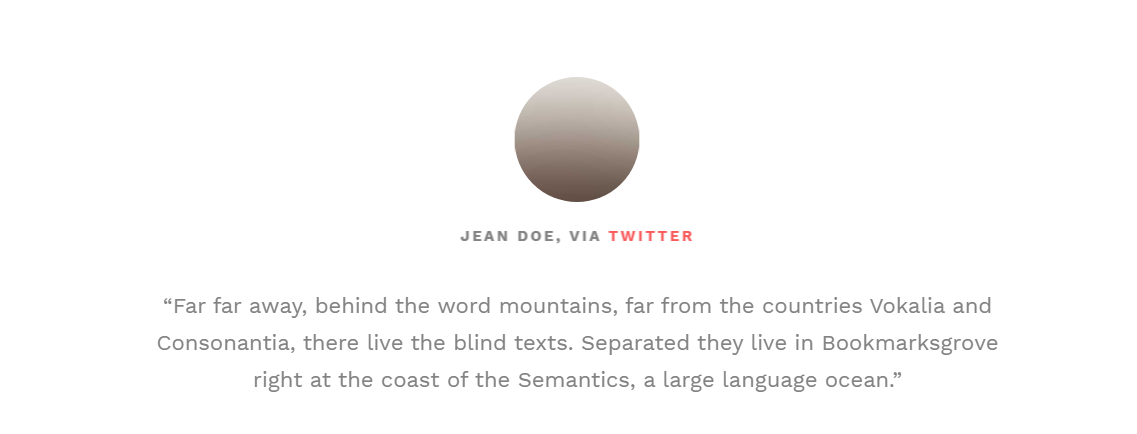 JEAN DOE, VIA TWITTER
“Far far away, behind the word mountains, far from the countries Vokalia and
Consonantia, there live the blind texts. Separated they live in Bookmarksgrove
right at the coast of the Semantics, a large language ocean.”